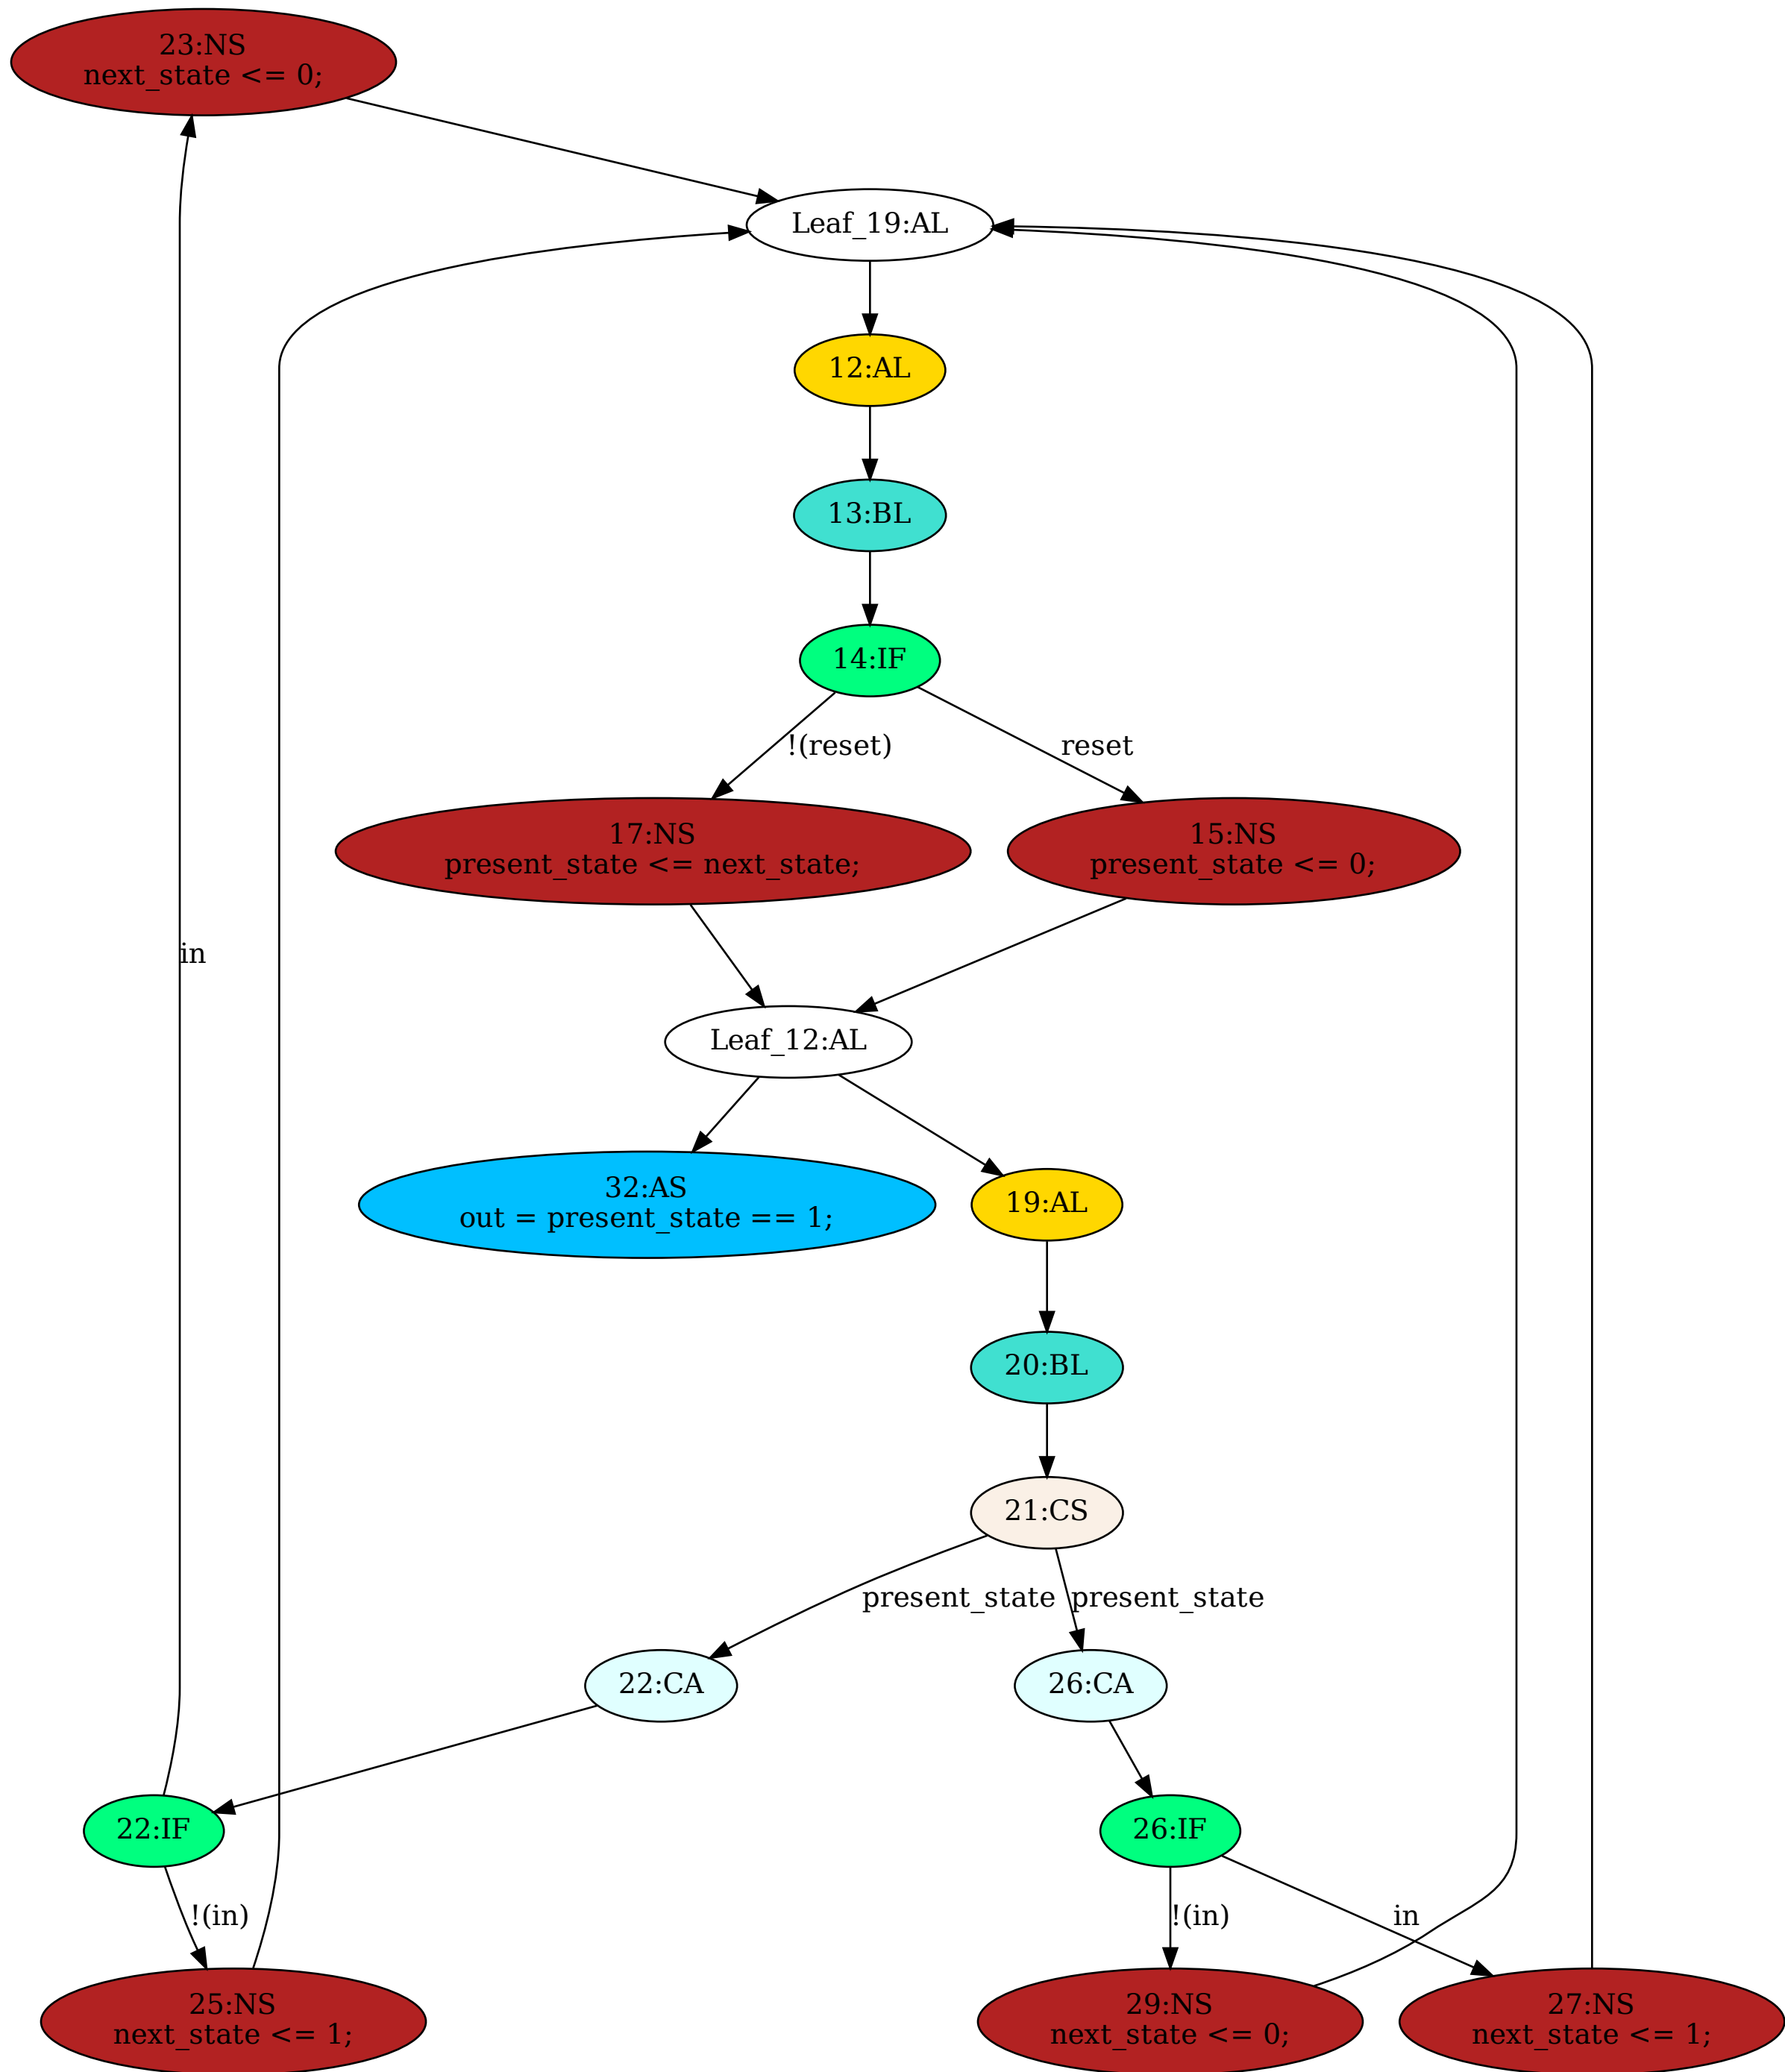 23:NS
next_state <= 0;
Leaf_19:AL
12:AL
13:BL
14:IF
!(reset)
reset
17:NS
present_state <= next_state;
15:NS
present_state <= 0;
in
Leaf_12:AL
32:AS
out = present_state == 1;
19:AL
20:BL
21:CS
present_state
present_state
22:CA
26:CA
22:IF
26:IF
!(in)
!(in)
in
25:NS
next_state <= 1;
29:NS
next_state <= 0;
27:NS
next_state <= 1;